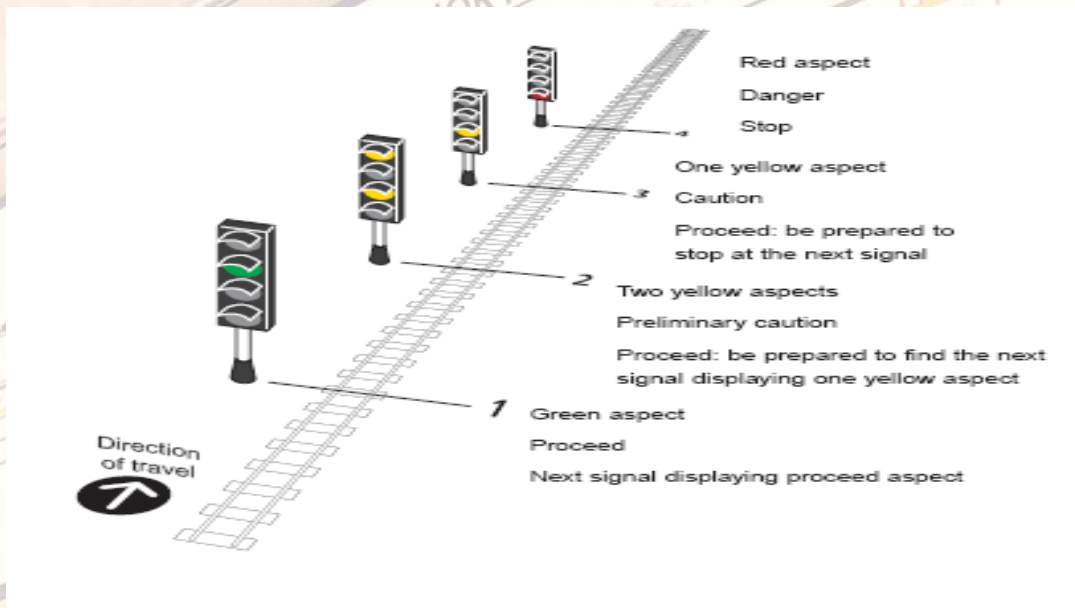 Red aspect
Danger
4
Stop
One yellow aspect
3
Caution
Proceed: be prepared to
stop at the next signal
2
Two yellow aspects
Preliminary caution
Proceed: be prepared to find the next
signal displaying one yellow aspect
1
Green aspect
Proceed
Next signal displaying proceed aspect
Direction
of travel